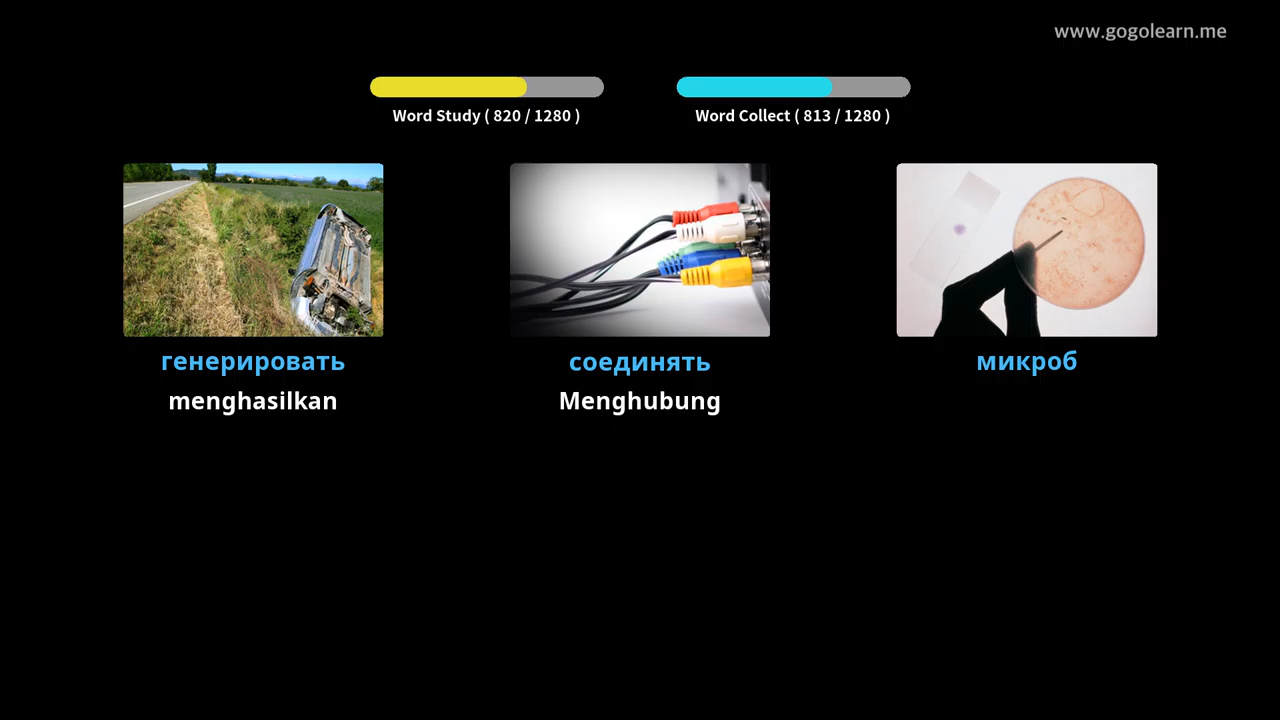 www.gogolearn.me
Word Study ( 820 / 1280 )
Word Collect ( 813 / 1280 )
генерировать
menghasilkan
соединять
Menghubung
микроб